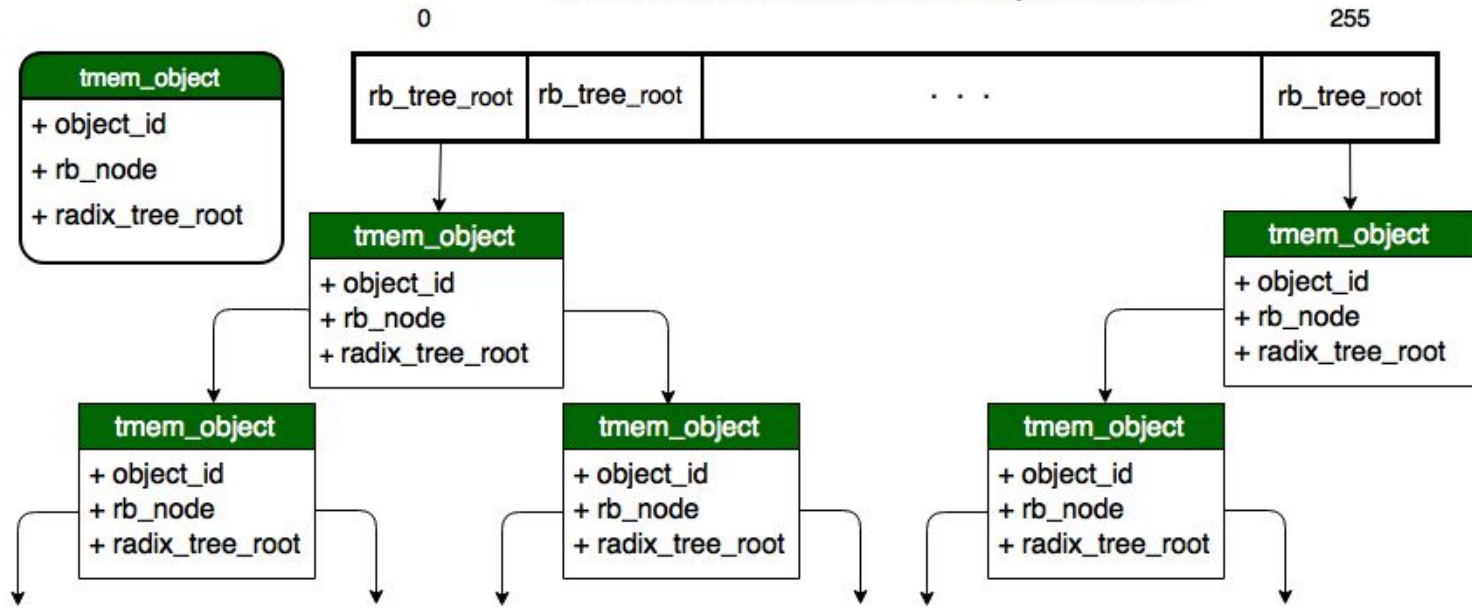 0
255
tmem_object
+ object_id
+ rb_node
+ radix_tree_root
rb_tree_root
rb_tree_root
. . .
rb_tree_root
tmem_object
+ object_id
+ rb_node
+ radix_tree_root
tmem_object
+ object_id
+ rb_node
+ radix_tree_root
tmem_object
+ object_id
+ rb_node
+ radix_tree_root
tmem_object
+ object_id
+ rb_node
+ radix_tree_root
tmem_object
+ object_id
+ rb_node
+ radix_tree_root